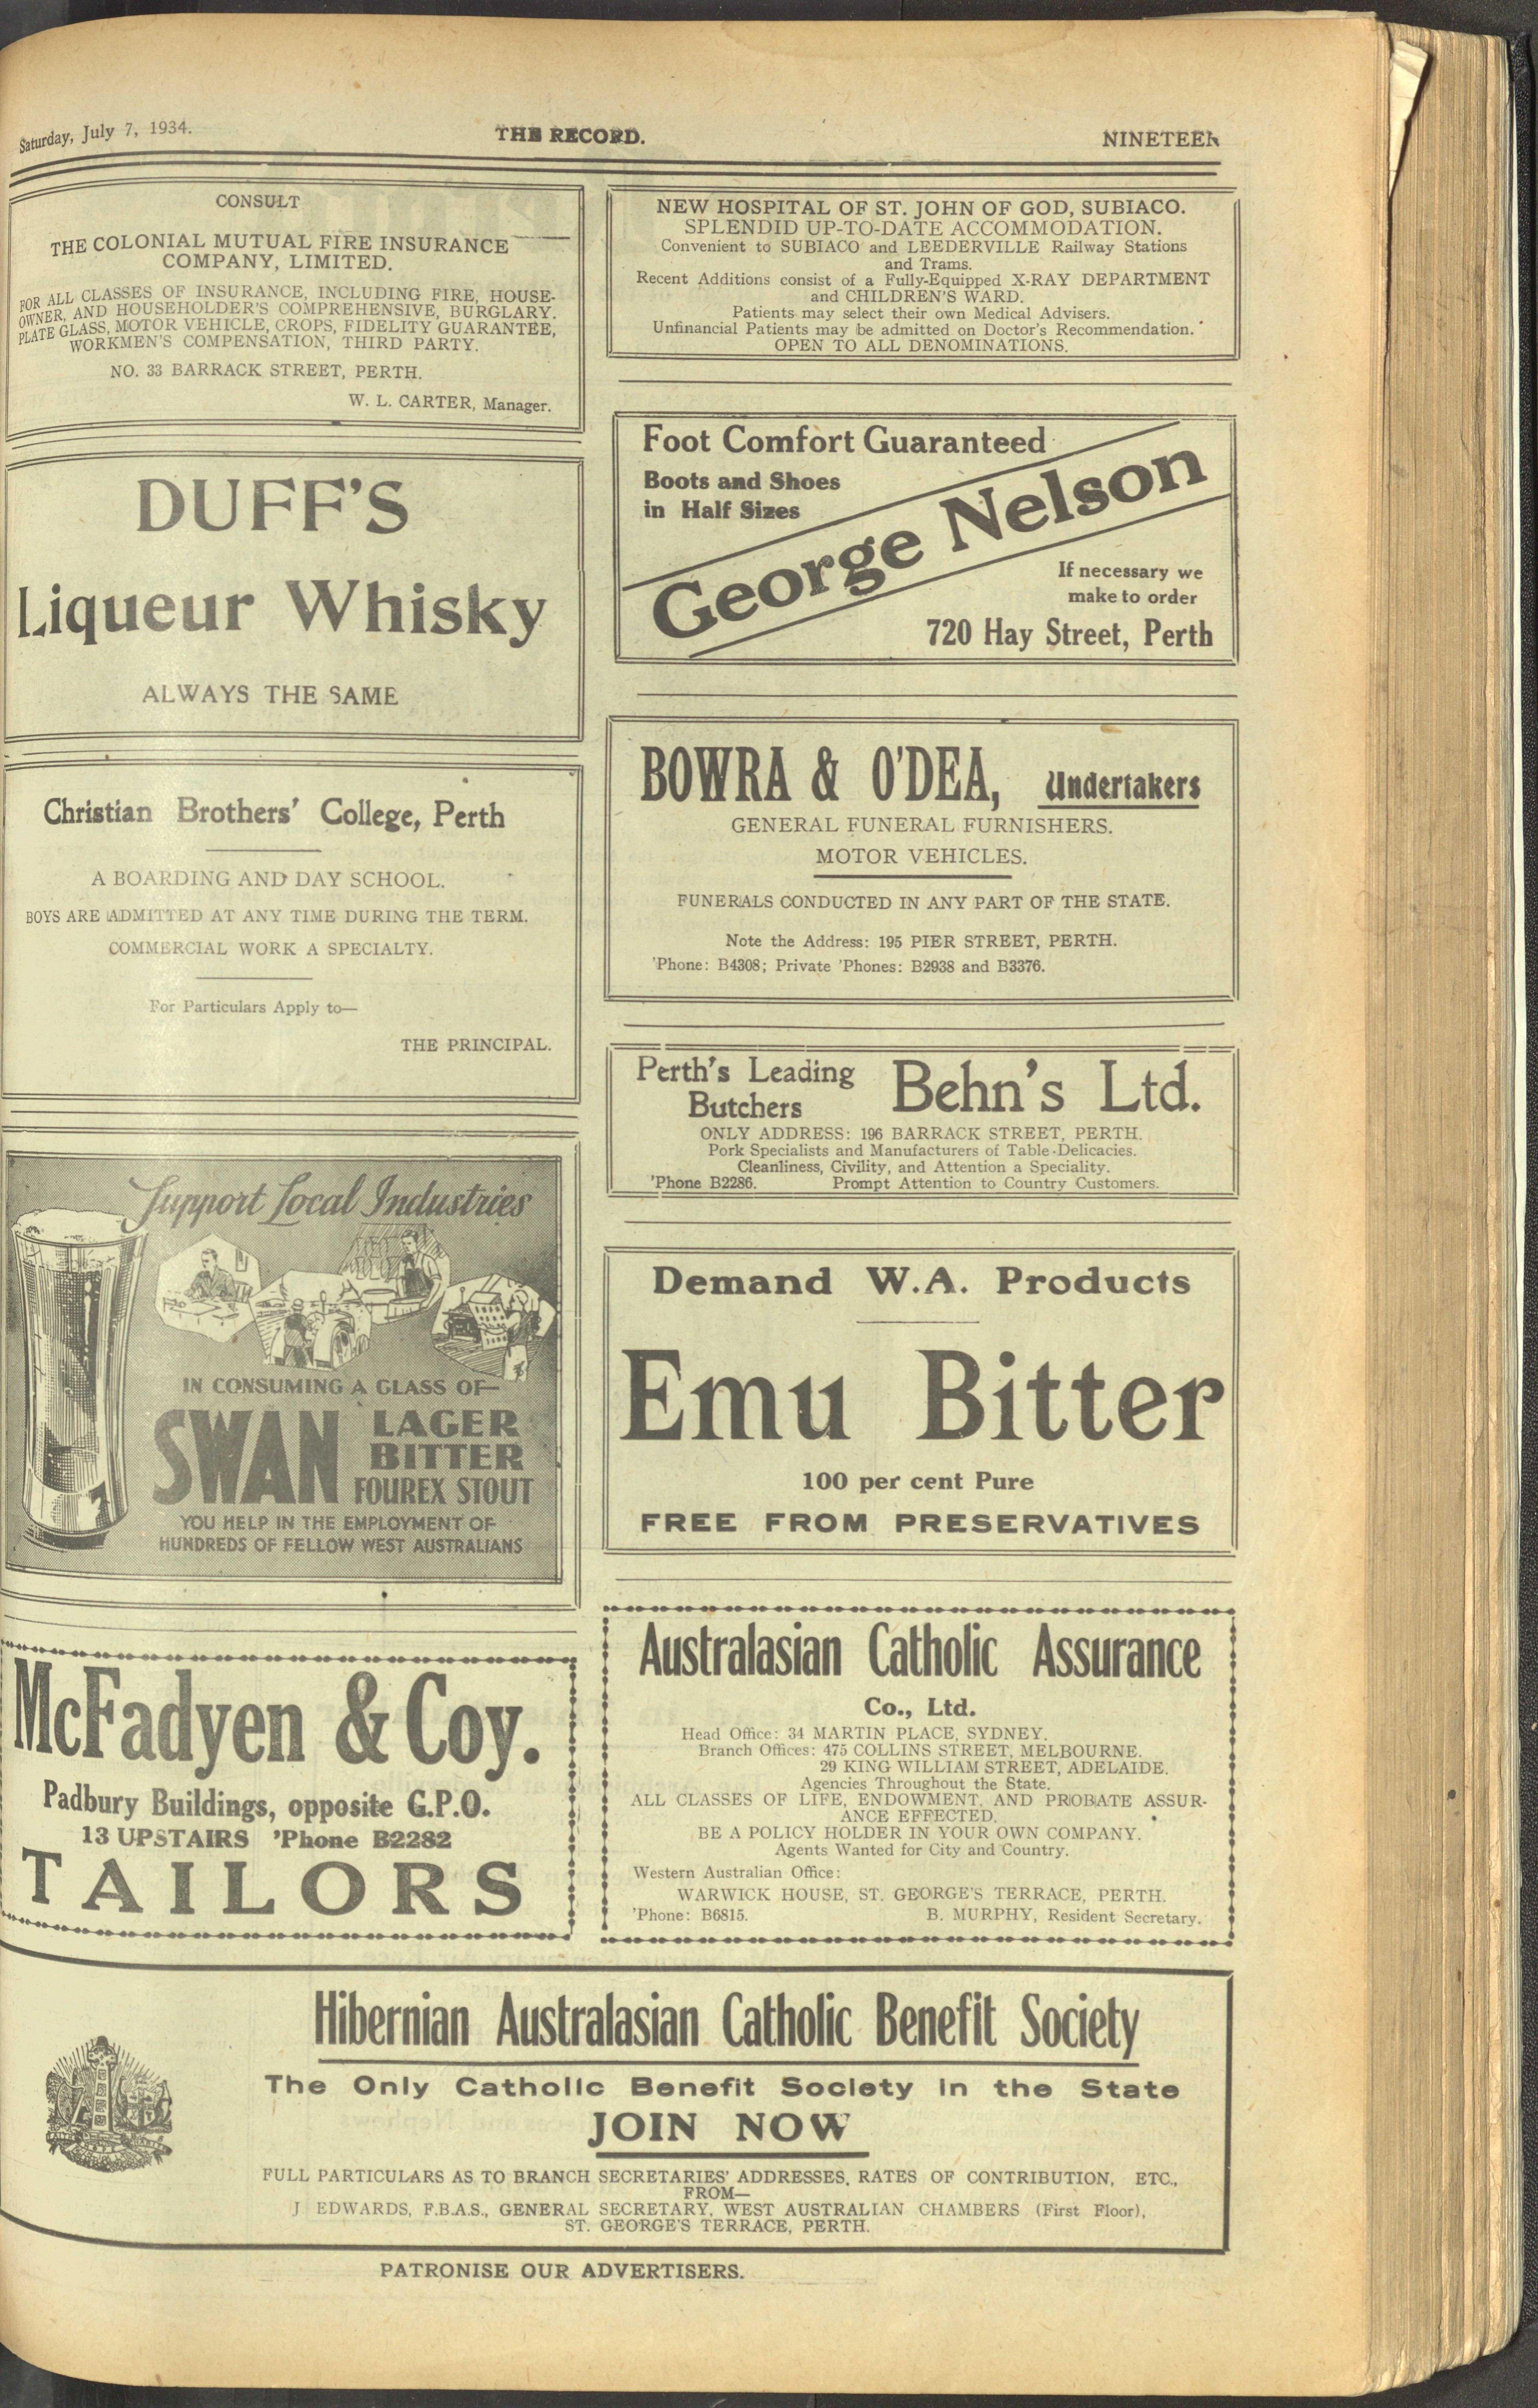 Saturday, July 7, 1934.
THE RECORD.
NINETEEN
CONSULT
THE COLONIAL MUTUAL FIRE INSURANCE
COMPANY, LIMITED.
FOR ALL CLASSES OF INSURANCE, INCLUDING FIRE, HOUSE-
OWNER, AND HOUSEHOLDER'S COMPREHENSIVE, BURGLARY.
PLATE GLASS, MOTOR VEHICLE, CROPS, FIDELITY GUARANTEE,
WORKMEN'S COMPENSATION, THIRD PARTY.
NO. 33 BARRACK STREET, PERTH.
W. L. CARTER, Manager.
DUFF'S
Liqueur Whisky
ALWAYS THE SAME
Christian Brothers' College, Perth
A BOARDING AND DAY SCHOOL.
BOYS ARE ADMITTED AT ANY TIME DURING THE TERM.
COMMERCIAL WORK A SPECIALTY.
For Particulars Apply to—
THE PRINCIPAL.
Support Local Industries
IN CONSUMING A GLASS OF—
SWAN LAGER
BITTER
FOUREX STOUT
YOU HELP IN THE EMPLOYMENT OF
HUNDREDS OF FELLOW WEST AUSTRALIANS
McFadyen & Coy.
Padbury Buildings, opposite G.P.O.
13 UPSTAIRS 'Phone B2282
TAILORS
NEW HOSPITAL OF ST. JOHN OF GOD, SUBIACO.
SPLENDID UP-TO-DATE ACCOMMODATION.
Convenient to SUBIACO and LEEDERVILLE Railway Stations
and Trams.
Recent Additions consist of a Fully-Equipped X-RAY DEPARTMENT
and CHILDREN'S WARD.
Patients may select their own Medical Advisers.
Unfinancial Patients may be admitted on Doctor's Recommendation.
OPEN TO ALL DENOMINATIONS.
Foot Comfort Guaranteed
Boots and Shoes
in Half Sizes
George Nelson
If necessary we
make to order
720 Hay Street, Perth
BOWRA & O'DEA, Undertakers
GENERAL FUNERAL FURNISHERS.
MOTOR VEHICLES.
FUNERALS CONDUCTED IN ANY PART OF THE STATE.
Note the Address: 195 PIER STREET, PERTH.
'Phone: B4308; Private 'Phones: B2938 and B3376.
Perth's Leading
Butchers
Behn's Ltd.
ONLY ADDRESS: 196 BARRACK STREET, PERTH.
Pork Specialists and Manufacturers of Table Delicacies.
Cleanliness, Civility, and Attention a Speciality.
'Phone B2286. Prompt Attention to Country Customers.
Demand W.A. Products
Emu Bitter
100 per cent Pure
FREE FROM PRESERVATIVES
Australasian Catholic Assurance
Co., Ltd.
Head Office: 34 MARTIN PLACE, SYDNEY.
Branch Offices: 475 COLLINS STREET, MELBOURNE.
29 KING WILLIAM STREET, ADELAIDE.
Agencies Throughout the State.
ALL CLASSES OF LIFE, ENDOWMENT, AND PROBATE ASSUR-
ANCE EFFECTED.
BE A POLICY HOLDER IN YOUR OWN COMPANY.
Agents Wanted for City and Country.
Western Australian Office:
WARWICK HOUSE, ST. GEORGE'S TERRACE, PERTH.
'Phone: B6815. B. MURPHY, Resident Secretary.
Hibernian Australasian Catholic Benefit Society
The Only Catholic Benefit Society in the State
JOIN NOW
FULL PARTICULARS AS TO BRANCH SECRETARIES' ADDRESSES, RATES OF CONTRIBUTION, ETC.,
FROM—
J EDWARDS, F.B.A.S., GENERAL SECRETARY, WEST AUSTRALIAN CHAMBERS (First Floor),
ST. GEORGE'S TERRACE, PERTH.
PATRONISE OUR ADVERTISERS.